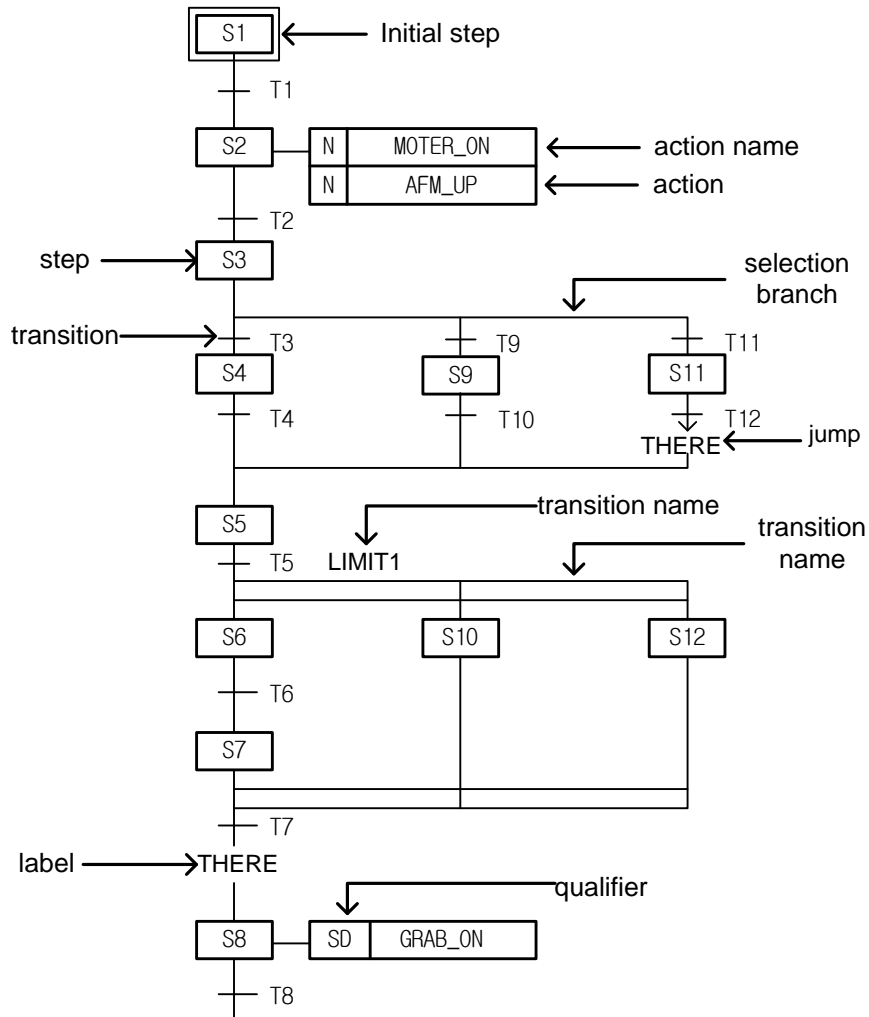 S1
Initial step
T1
S2
N
MOTER_ON
action name
N
AFM_UP
action
T2
step
S3
selection
branch
transition
T3
T9
T11
S4
S9
S11
T4
T10
T12
THERE
jump
S5
transition name
transition
name
T5
LIMIT1
S6
S10
S12
T6
S7
T7
label
THERE
qualifier
S8
SD
GRAB_ON
T8